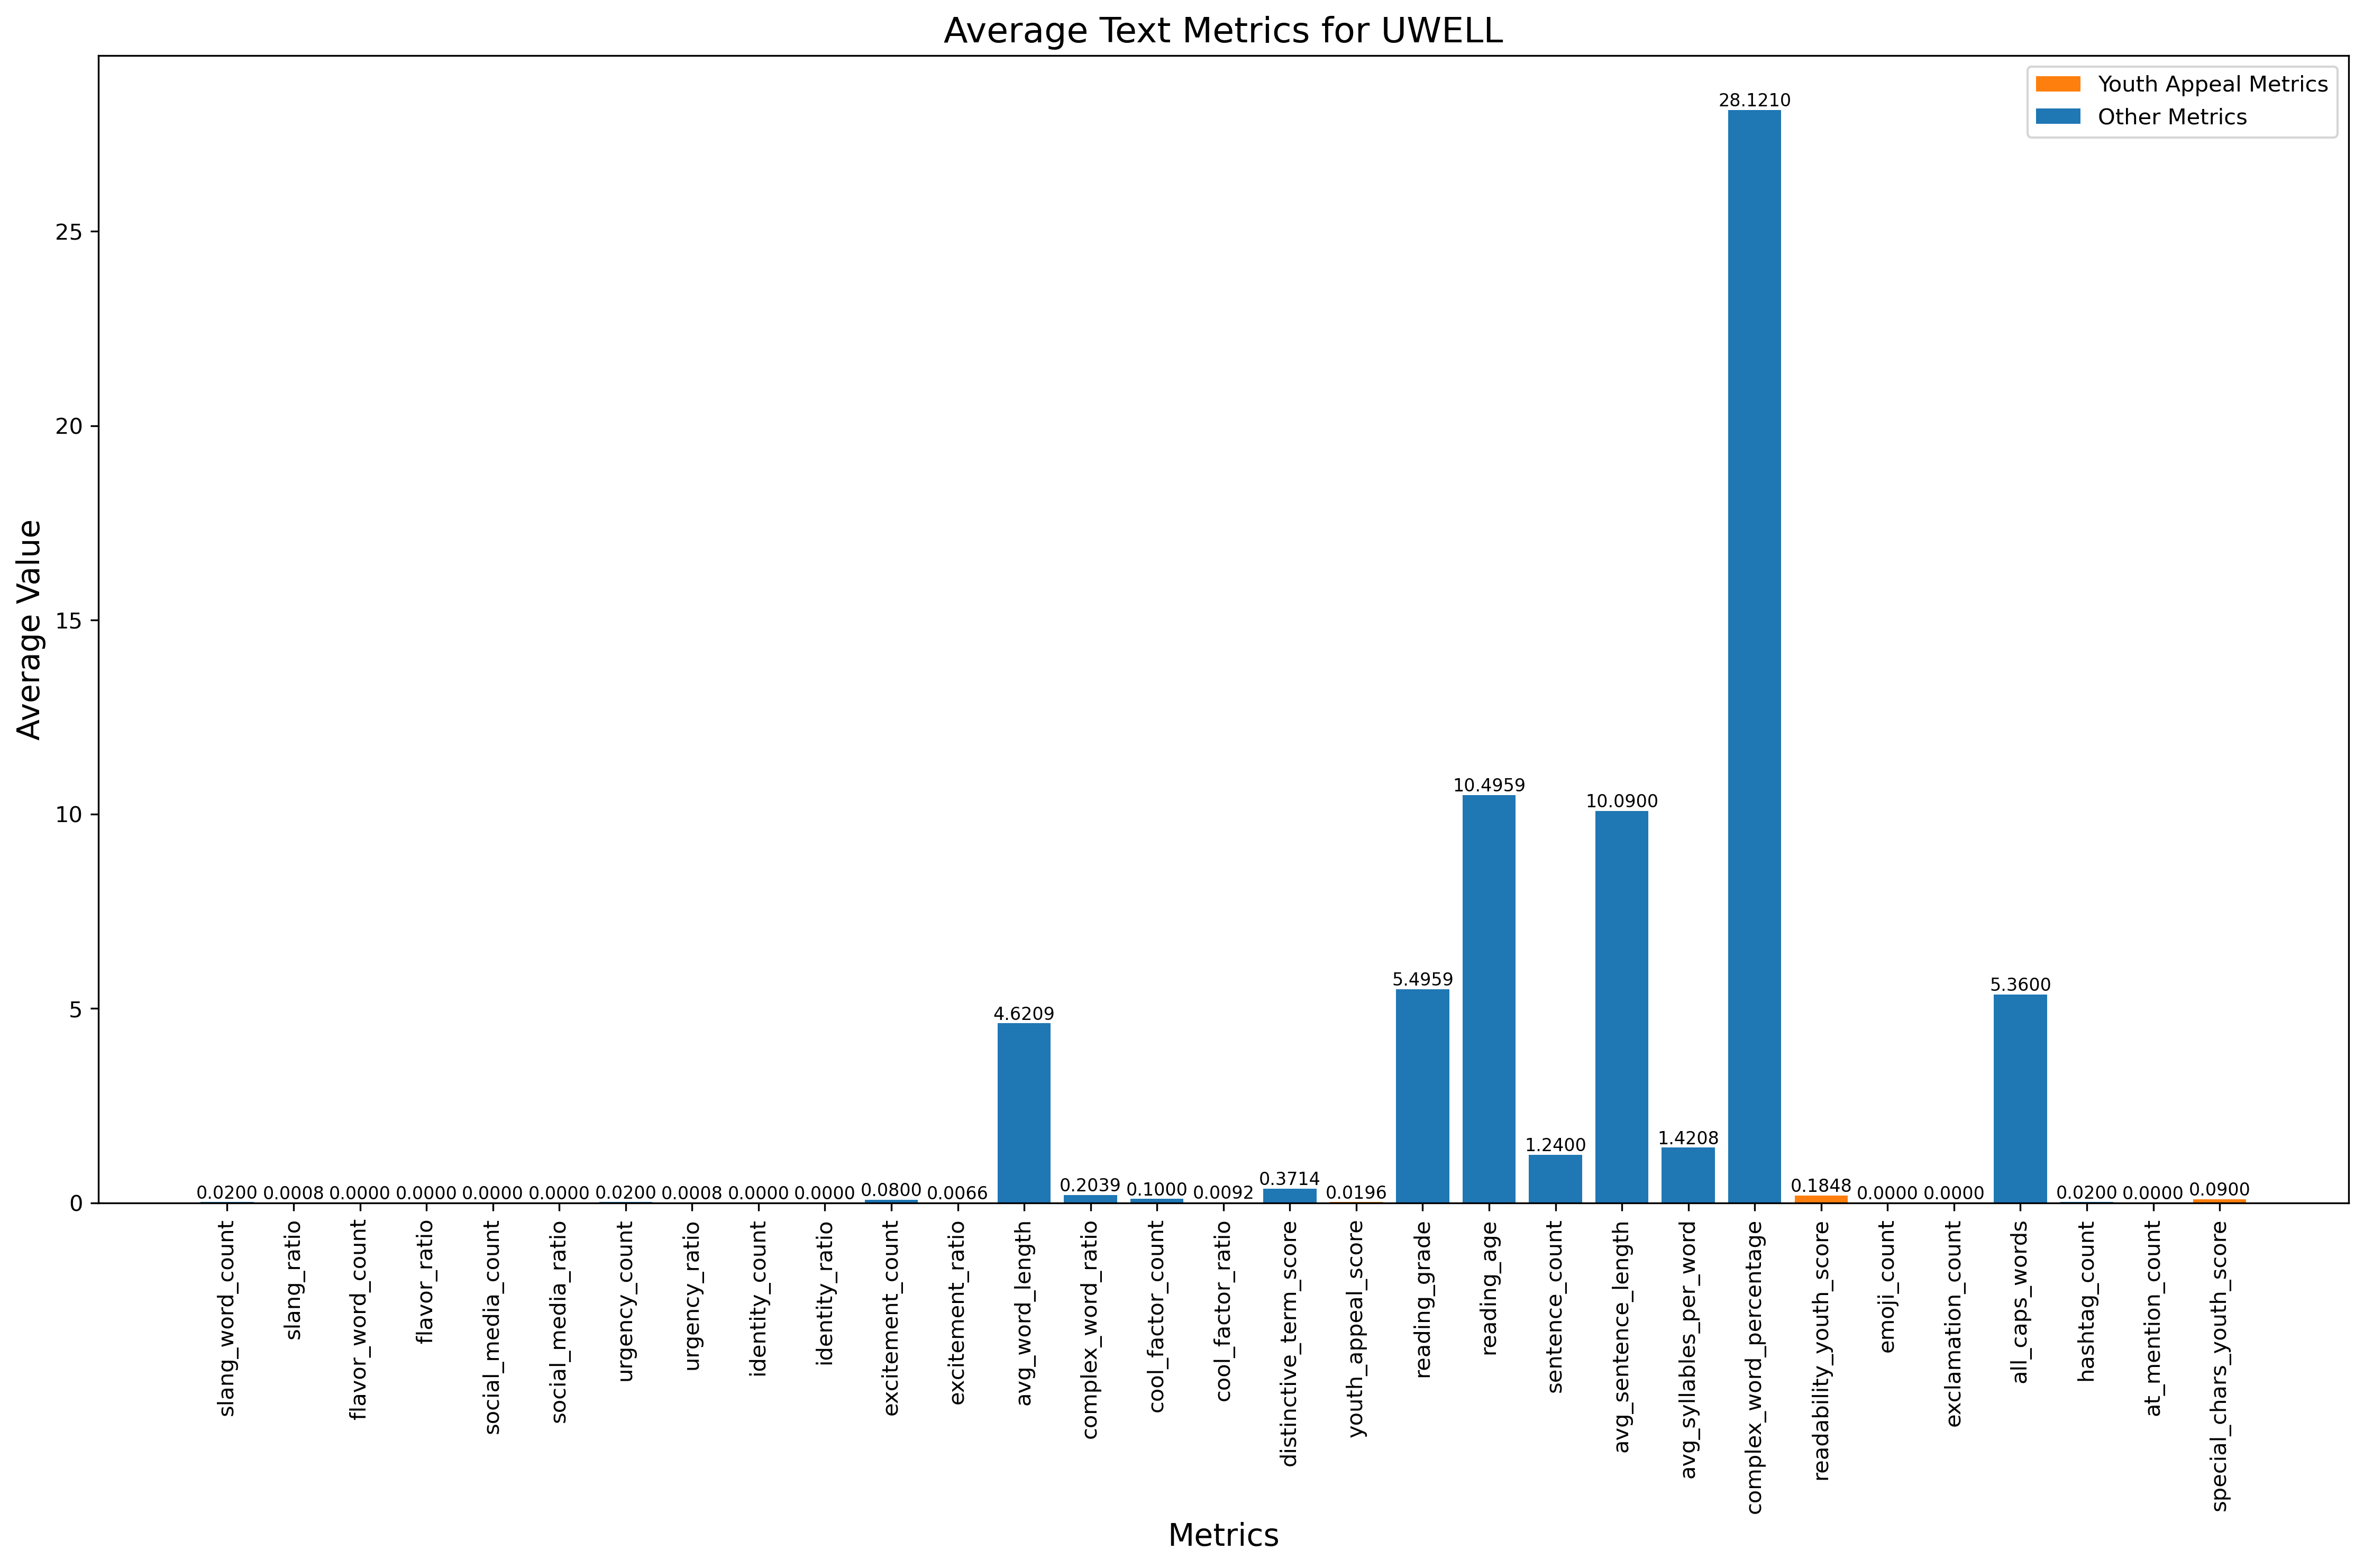 Average Text Metrics for UWELL
Youth Appeal Metrics
Other Metrics
Average Value
25
20
15
10
5
0
0.0200
0.0008
0.0000
0.0000
0.0000
0.0000
0.0200
0.0008
0.0000
0.0000
0.0800
0.0066
4.6209
0.2039
0.1000
0.0092
0.3714
0.0196
5.4959
10.4959
1.2400
10.0900
1.4208
28.1210
0.1848
0.0000
0.0000
5.3600
0.0200
0.0000
0.0900
slang_word_count
slang_ratio
flavor_word_count
flavor_ratio
social_media_count
social_media_ratio
urgency_count
urgency_ratio
identity_count
identity_ratio
excitement_count
excitement_ratio
avg_word_length
complex_word_ratio
cool_factor_count
cool_factor_ratio
distinctive_term_score
youth_appeal_score
reading_grade
reading_age
sentence_count
avg_sentence_length
avg_syllables_per_word
complex_word_percentage
readability_youth_score
emoji_count
exclamation_count
all_caps_words
hashtag_count
at_mention_count
special_chars_youth_score
Metrics